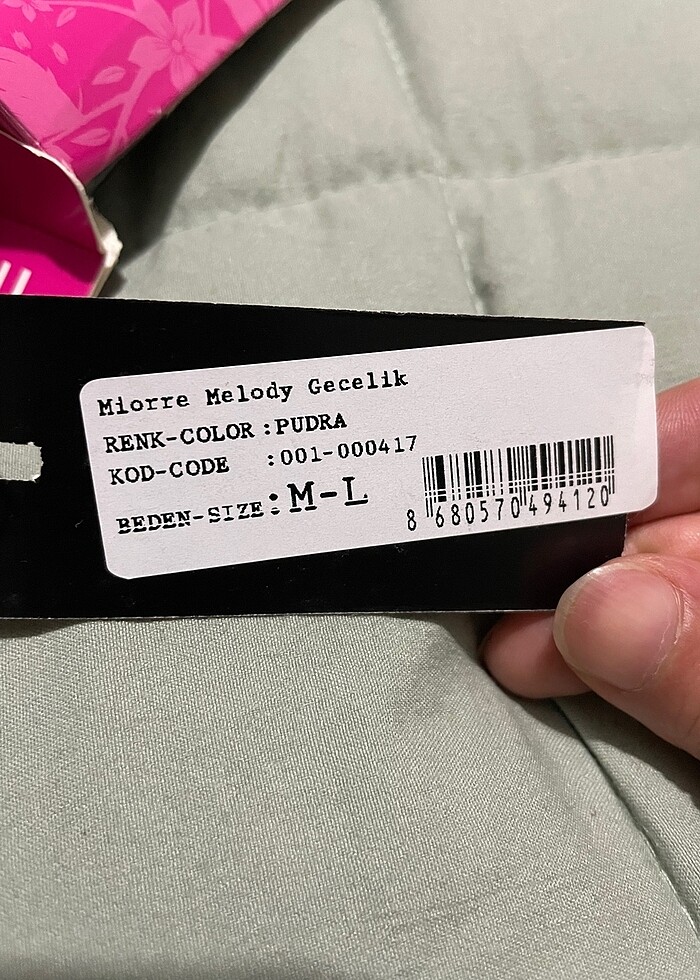 Miorre Melody Gecelik
RENK-COLOR :PUDRA
KOD-CODE :001-000417
BEDEN-SIZE: M-L
8 680570 494120